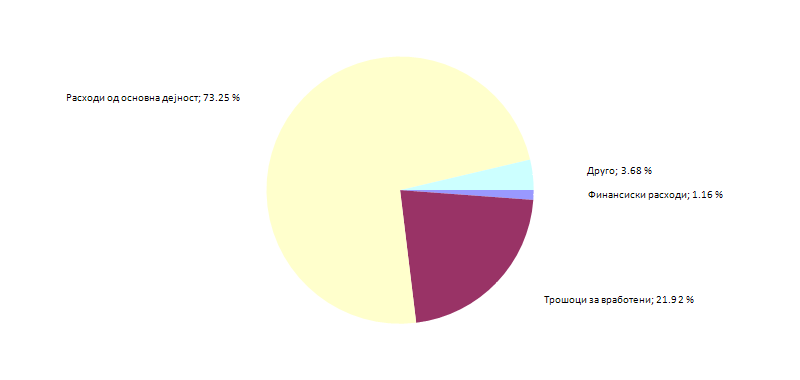 Расходи од основна дејност; 73.25 %
Друго; 3.68 %
Финансиски расходи; 1.16 %
Трошоци за вработени; 21.92 %